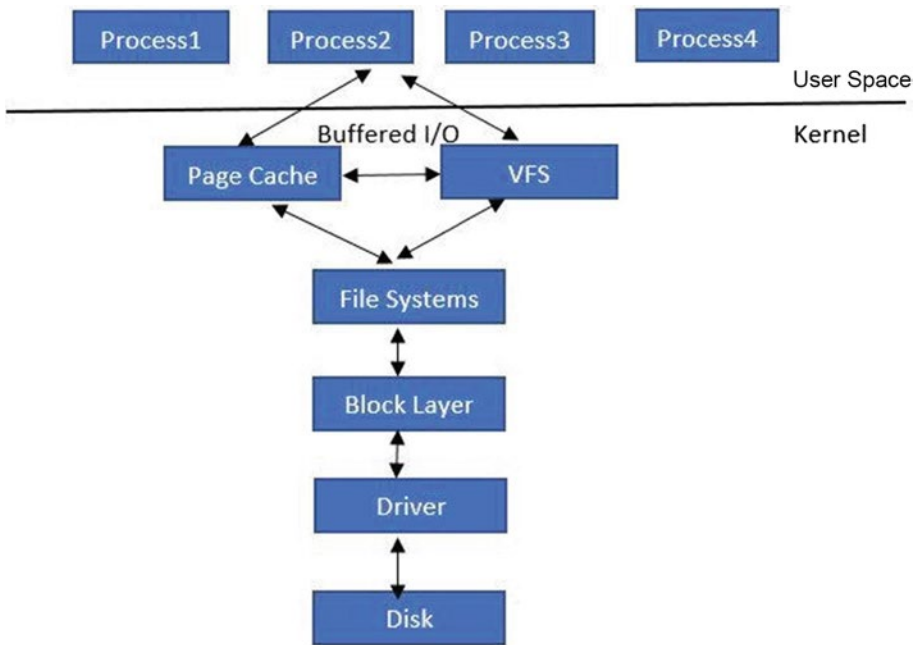 Process1
Process2
Process3
Process4
User Space
Buffered I/O
Kernel
Page Cache
VFS
File Systems
Block Layer
Driver
Disk